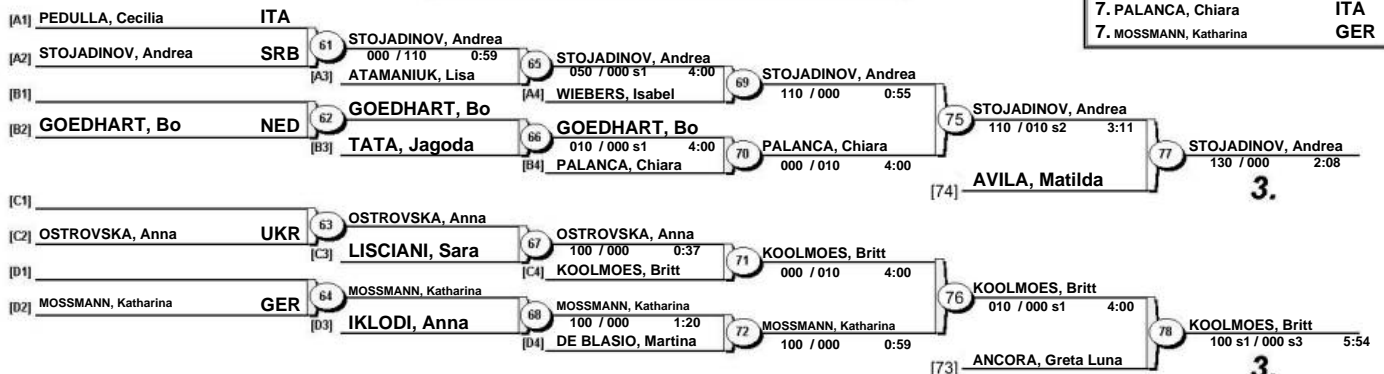 7. PALANCA, Chiara ITA
7. MOSSMANN, Katharina GER
[A1] PEDULLA, Cecilia ITA
[A2] STOJADINOV, Andrea SRB
61 STOJADINOV, Andrea
000 / 110 0:59
[A3] ATAMANIUK, Lisa
65 STOJADINOV, Andrea
050 / 000 s1 4:00
[A4] WIEBERS, Isabel
69 STOJADINOV, Andrea
110 / 000 0:55
[B1]
[B2] GOEDHART, Bo NED
62 GOEDHART, Bo
[B3] TATA, Jagoda
66 GOEDHART, Bo
010 / 000 s1 4:00
[B4] PALANCA, Chiara
70 PALANCA, Chiara
000 / 010 4:00
75 STOJADINOV, Andrea
110 / 010 s2 3:11
[74] AVILA, Matilda
77 STOJADINOV, Andrea
130 / 000 2:08
3.
[C1]
[C2] OSTROVSKA, Anna UKR
63 OSTROVSKA, Anna
[C3] LISCIANI, Sara
67 OSTROVSKA, Anna
100 / 000 0:37
[C4] KOOLMOES, Britt
71 KOOLMOES, Britt
000 / 010 4:00
[D1]
[D2] MOSSMANN, Katharina GER
64 MOSSMANN, Katharina
[D3] IKLODI, Anna
68 MOSSMANN, Katharina
100 / 000 1:20
[D4] DE BLASIO, Martina
72 MOSSMANN, Katharina
100 / 000 0:59
76 KOOLMOES, Britt
010 / 000 s1 4:00
[73] ANCORA, Greta Luna
78 KOOLMOES, Britt
100 s1 / 000 s3 5:54
3.